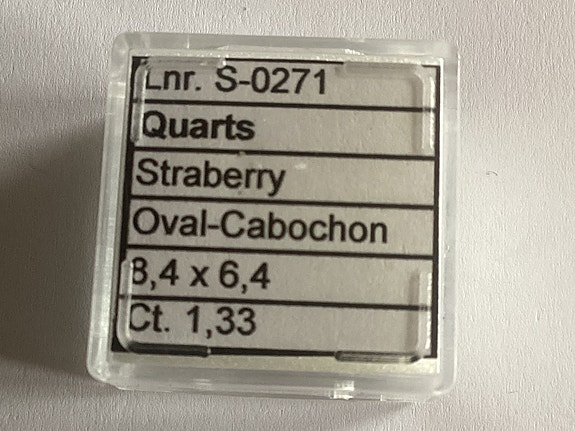 Lnr. S-0271
Quarts
Straberry
Oval-Cabochon
8,4 x 6,4
Ct. 1,33